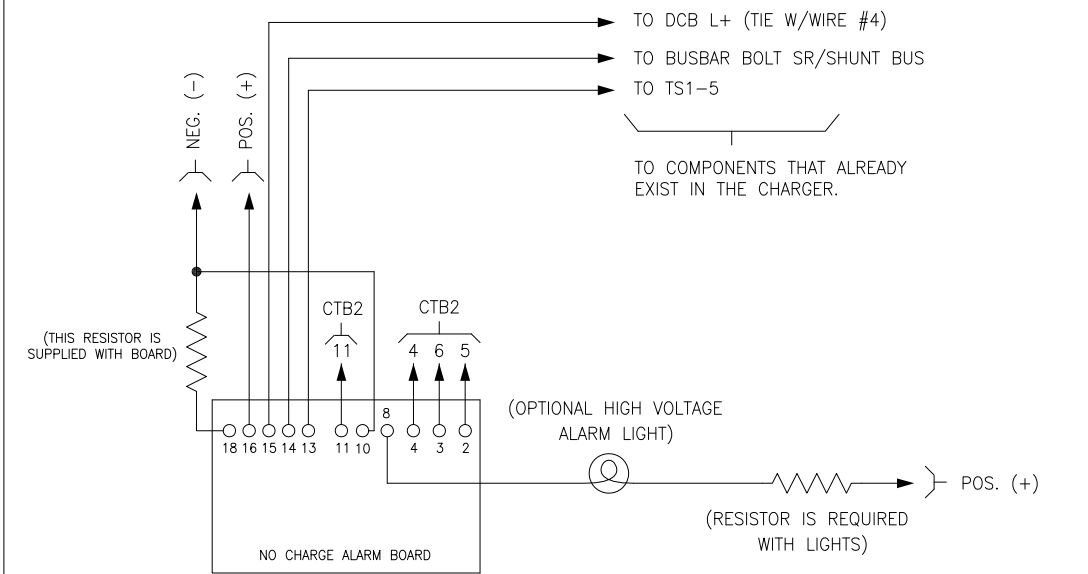 TO DCB L+ (TIE W/WIRE #4)
TO BUSBAR BOLT SR/SHUNT BUS
TO TS1-5
NEG. (-)
POS. (+)
TO COMPONENTS THAT ALREADY
EXIST IN THE CHARGER.
CTB2
CTB2
11
4 6 5
(THIS RESISTOR IS
SUPPLIED WITH BOARD)
8
(OPTIONAL HIGH VOLTAGE
ALARM LIGHT)
18 16 15 14 13 11 10 4 3 2
POS. (+)
(RESISTOR IS REQUIRED
WITH LIGHTS)
NO CHARGE ALARM BOARD